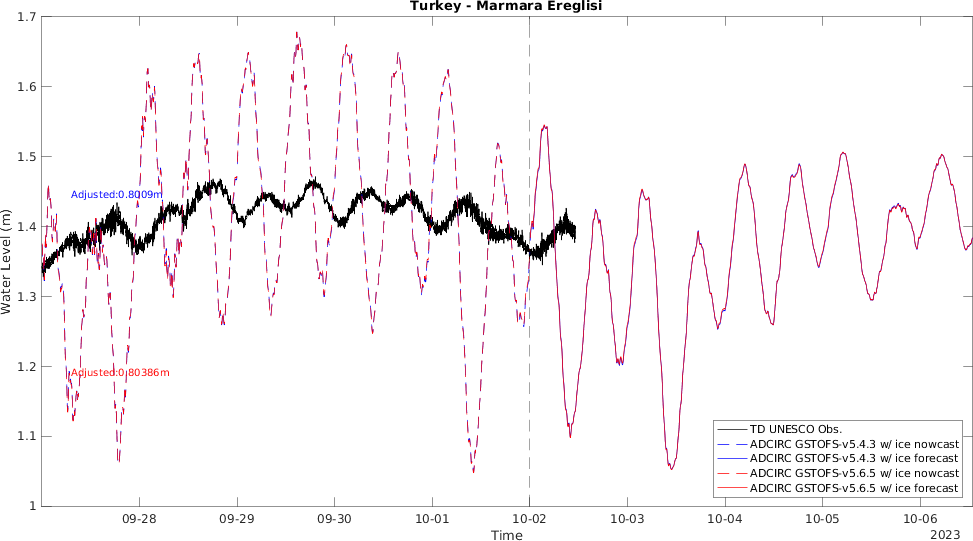 Turkey - Marmara Ereglisi
1.7
1.6
1.5
1.4
1.3
1.2
1.1
1
Water Level (m)
Adjusted:0.8009m
Adjusted:0.80386m
TD UNESCO Obs.
ADCIRC GSTOFS-v5.4.3 w/ ice nowcast
ADCIRC GSTOFS-v5.4.3 w/ ice forecast
ADCIRC GSTOFS-v5.6.5 w/ ice nowcast
ADCIRC GSTOFS-v5.6.5 w/ ice forecast
09-28 09-29 09-30 10-01 10-02 10-03 10-04 10-05 10-06
Time
2023